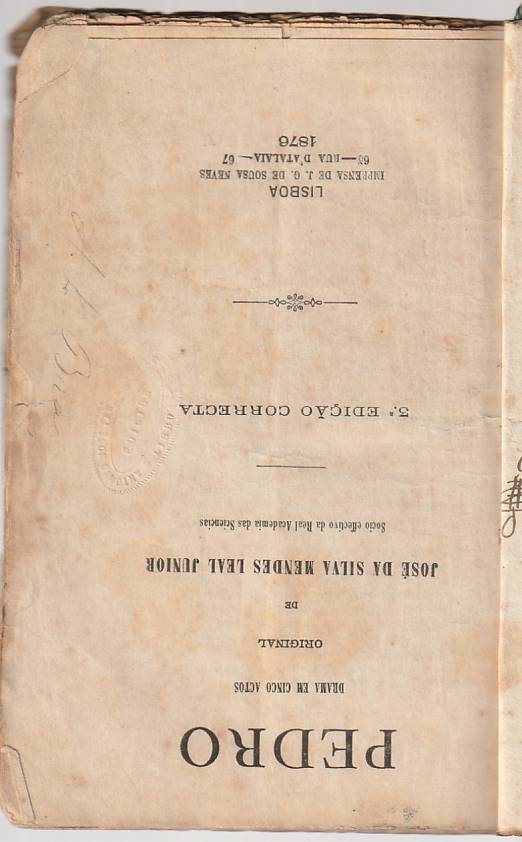 PEDRO
DRAMA EM CINCO ACTOS
ORIGINAL
DE
JOSÉ DA SILVA MENDES LEAL JUNIOR
Socio effectivo da Real Academia das Sciencias
3.ª EDIÇÃO CORRECTA
LISBOA
IMPRENSA DE J. G. DE SOUSA NEVES
65—RUA D'ATALAIA—67
1876